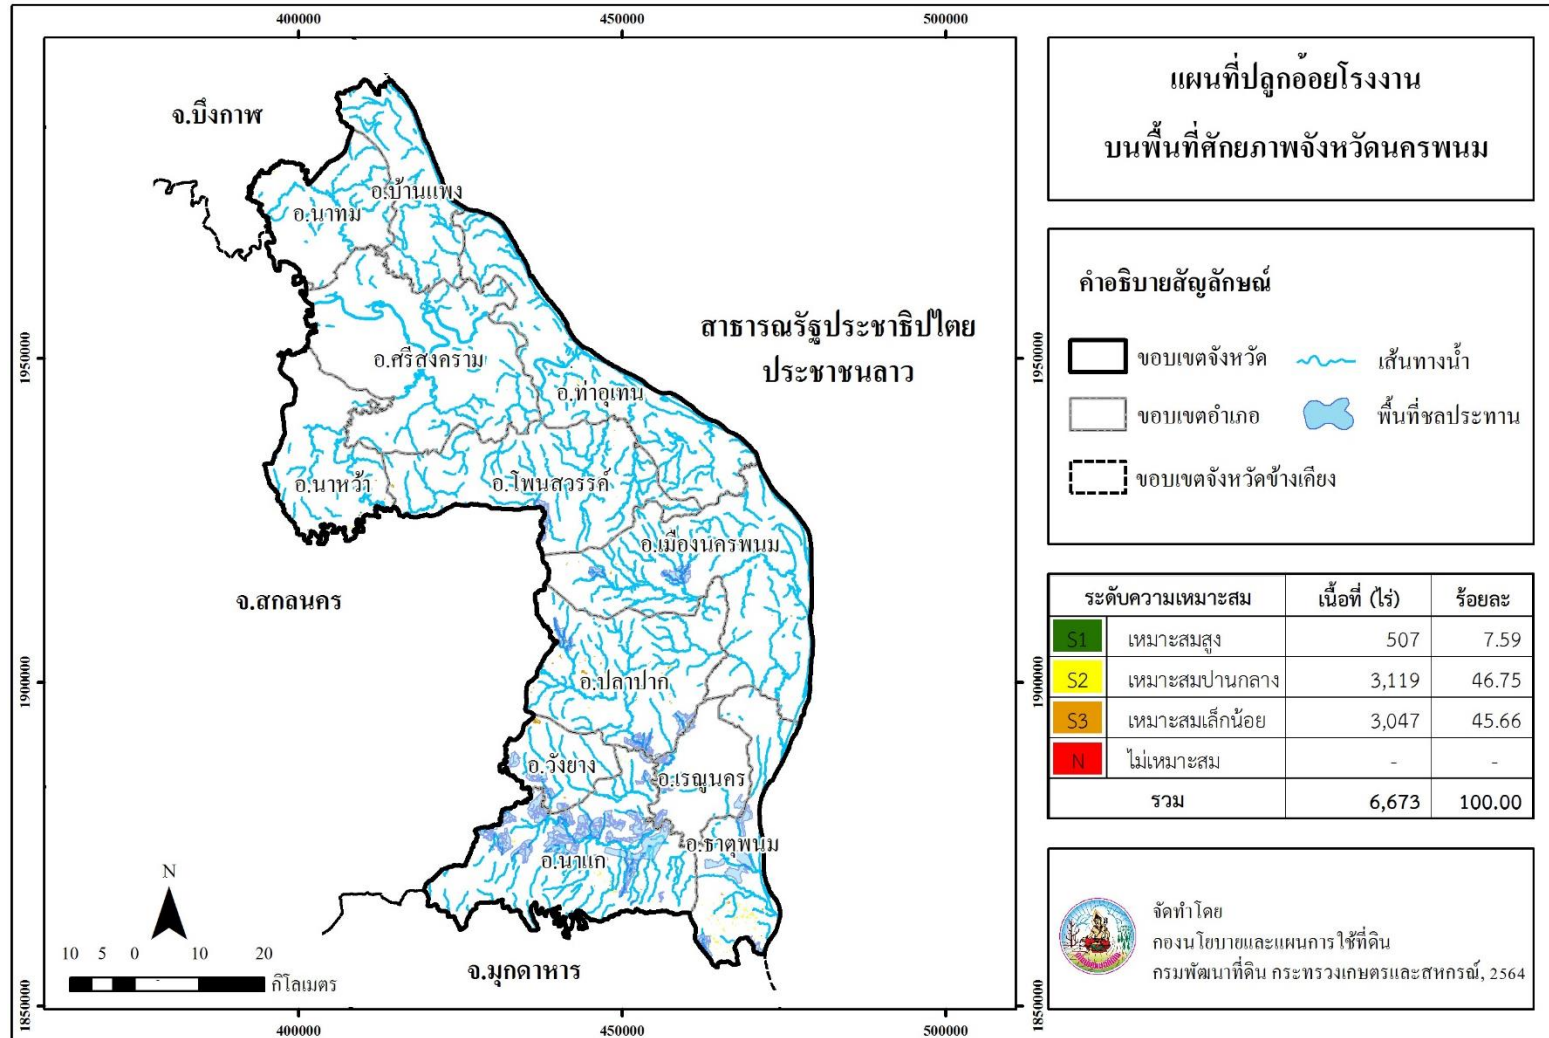 400000
450000
500000
แผนที่ปลูกอ้อยโรงงาน
บนพื้นที่ศักยภาพจังหวัดนครพนม
จ.บึงกาฬ
อ.บ้านแพง
อ.นาทม
สาธารณรัฐประชาธิปไตย
ประชาชนลาว
1950000
1950000
อ.ศรีสงคราม
อ.ท่าอุเทน
อ.นาหว้า
อ.โพนสวรรค์
อ.เมืองนครพนม
จ.สกลนคร
1900000
1900000
อ.ปลาปาก
อ.วังยาง
อ.เรณูนคร
อ.ธาตุพนม
อ.นาแก
จ.มุกดาหาร
N
10 5 0 10 20
กิโลเมตร
1850000
1850000
400000
450000
500000
คำอธิบายสัญลักษณ์
ขอบเขตจังหวัด
เส้นทางน้ำ
ขอบเขตอำเภอ
พื้นที่ชลประทาน
ขอบเขตจังหวัดข้างเคียง
ระดับความเหมาะสม เนื้อที่ (ไร่) ร้อยละ
S1 เหมาะสมสูง 507 7.59
S2 เหมาะสมปานกลาง 3,119 46.75
S3 เหมาะสมเล็กน้อย 3,047 45.66
N ไม่เหมาะสม - -
รวม 6,673 100.00
จัดทำโดย
กองนโยบายและแผนการใช้ที่ดิน
กรมพัฒนาที่ดิน กระทรวงเกษตรและสหกรณ์, 2564